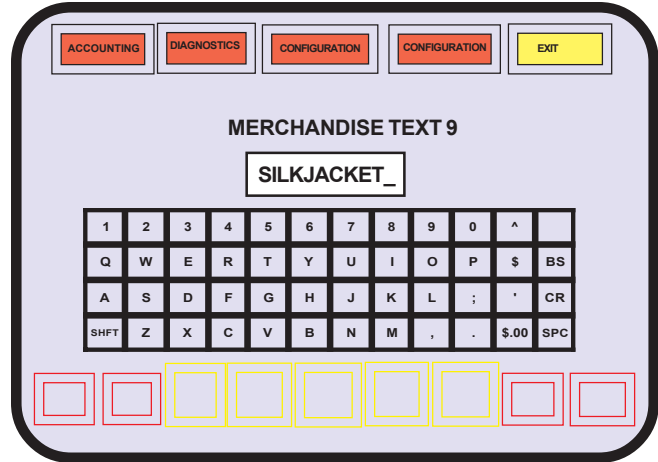 ACCOUNTING DIAGNOSTICS CONFIGURATION CONFIGURATION EXIT
MERCHANDISE TEXT 9
SILKJACKET_
1 2 3 4 5 6 7 8 9 0 ^
Q W E R T Y U I O P $ BS
A S D F G H J K L ; ' CR
SHFT Z X C V B N M , . $.00 SPC